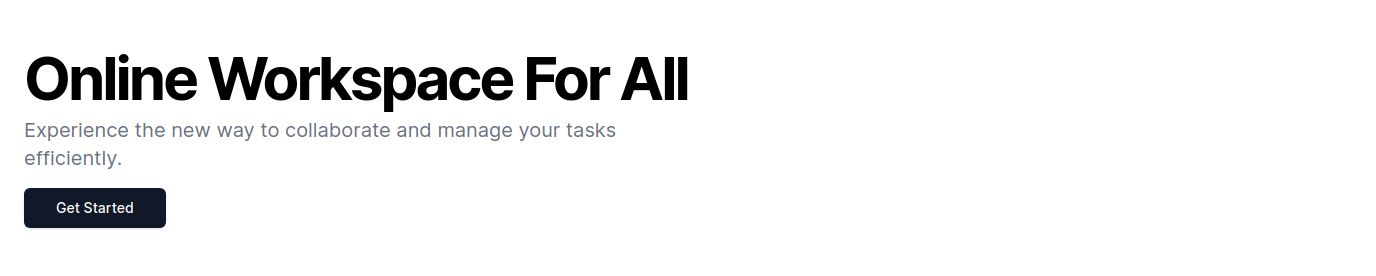 Online Workspace For All
Experience the new way to collaborate and manage your tasks
efficiently.
Get Started